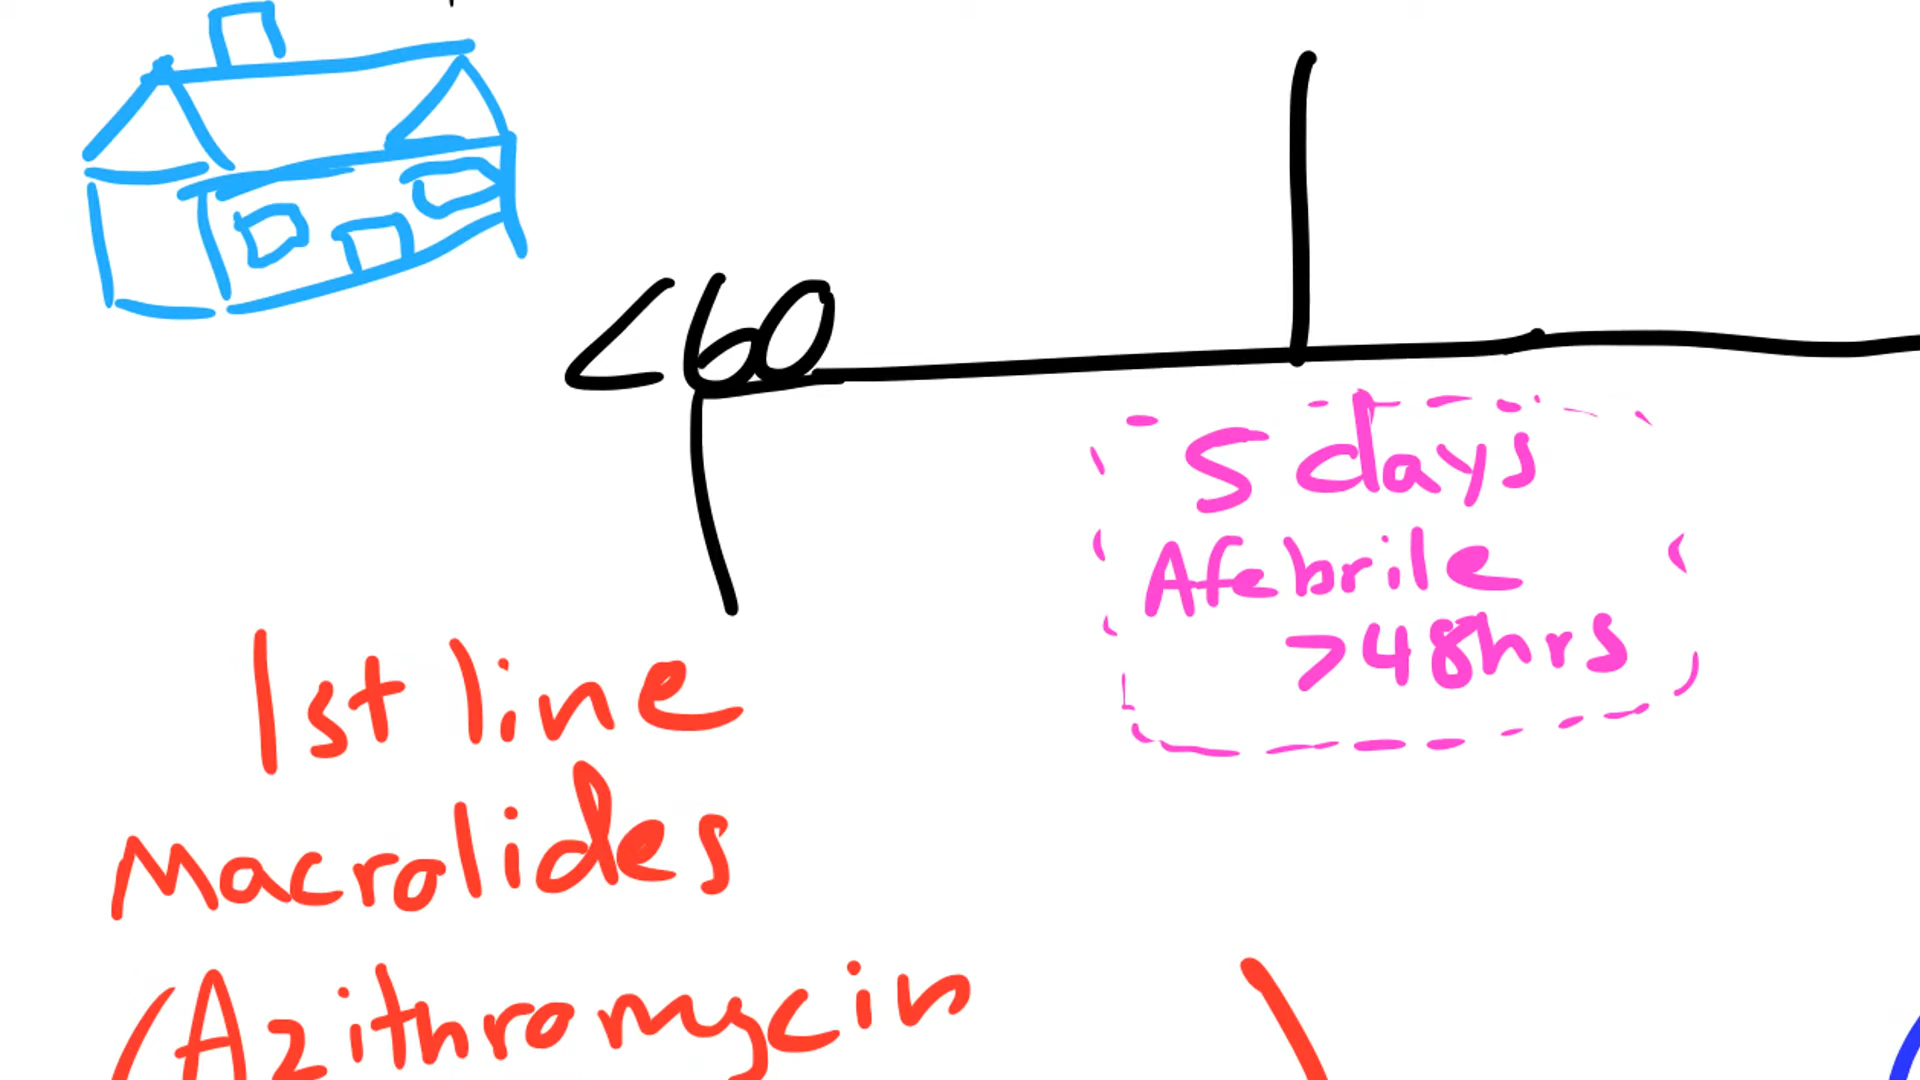 <60
5 days
Afebrile
>48hrs
1st line
Macrolides
(Azithromycin